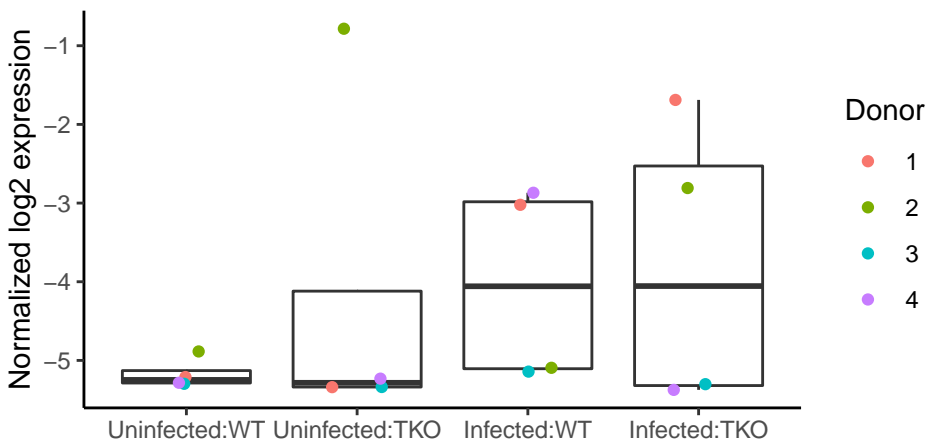 Normalized log2 expression
−1
−2
−3
−4
−5
Uninfected:WT
Uninfected:TKO
Infected:WT
Infected:TKO
Donor
1
2
3
4